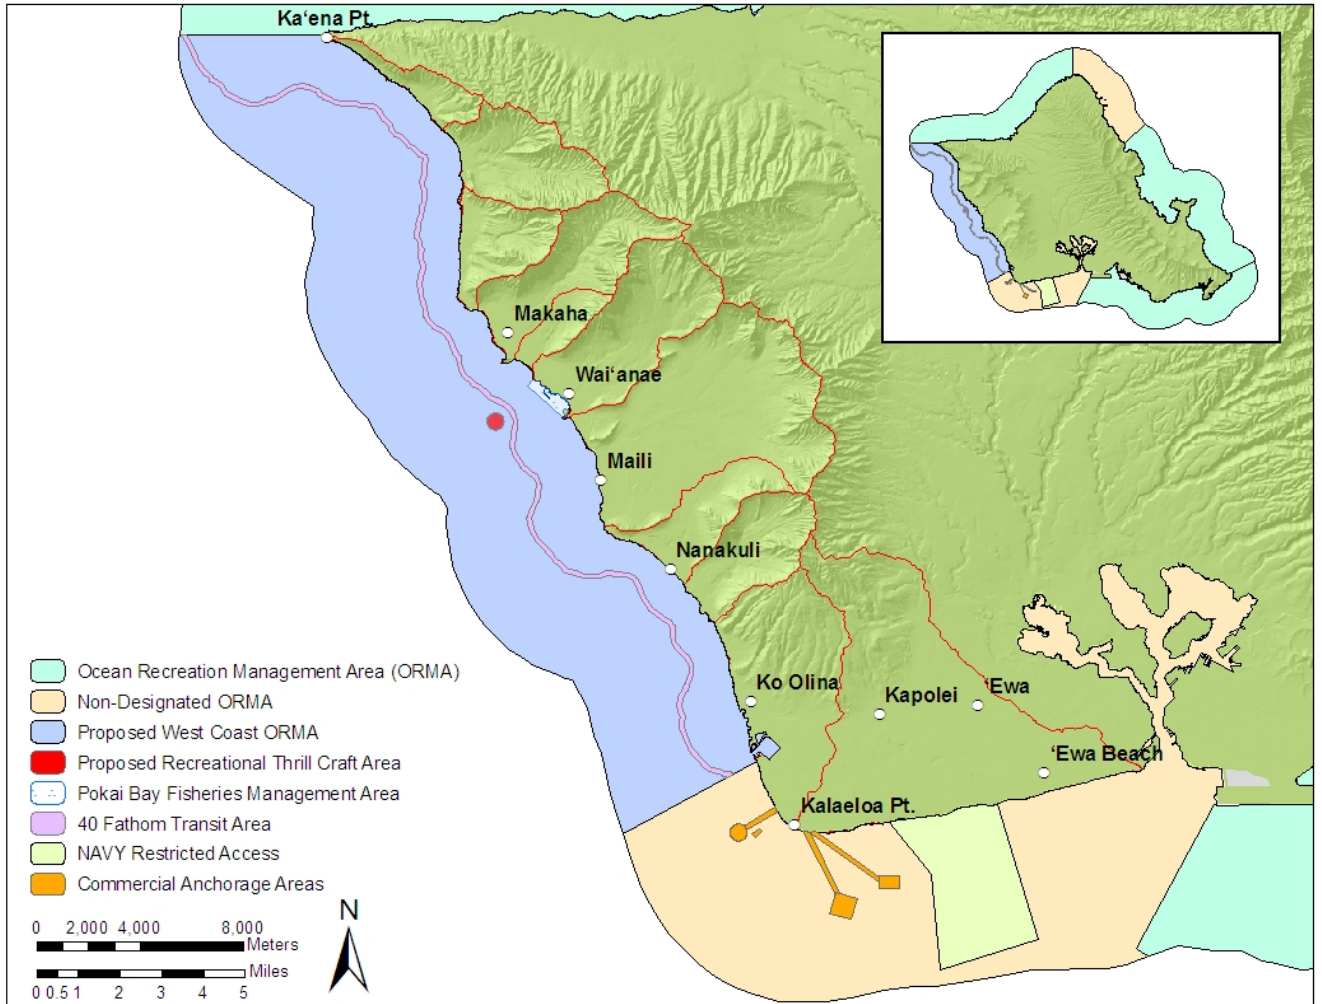 Ka‘ena Pt.
Makaha
Wai‘anae
Maili
Nanakuli
Ko Olina
Kapolei
‘Ewa
‘Ewa Beach
Kalaeloa Pt.
Ocean Recreation Management Area (ORMA)
Non-Designated ORMA
Proposed West Coast ORMA
Proposed Recreational Thrill Craft Area
Pokai Bay Fisheries Management Area
40 Fathom Transit Area
NAVY Restricted Access
Commercial Anchorage Areas
0 2,000 4,000 8,000
Meters
Miles
0 0.5 1 2 3 4 5
N